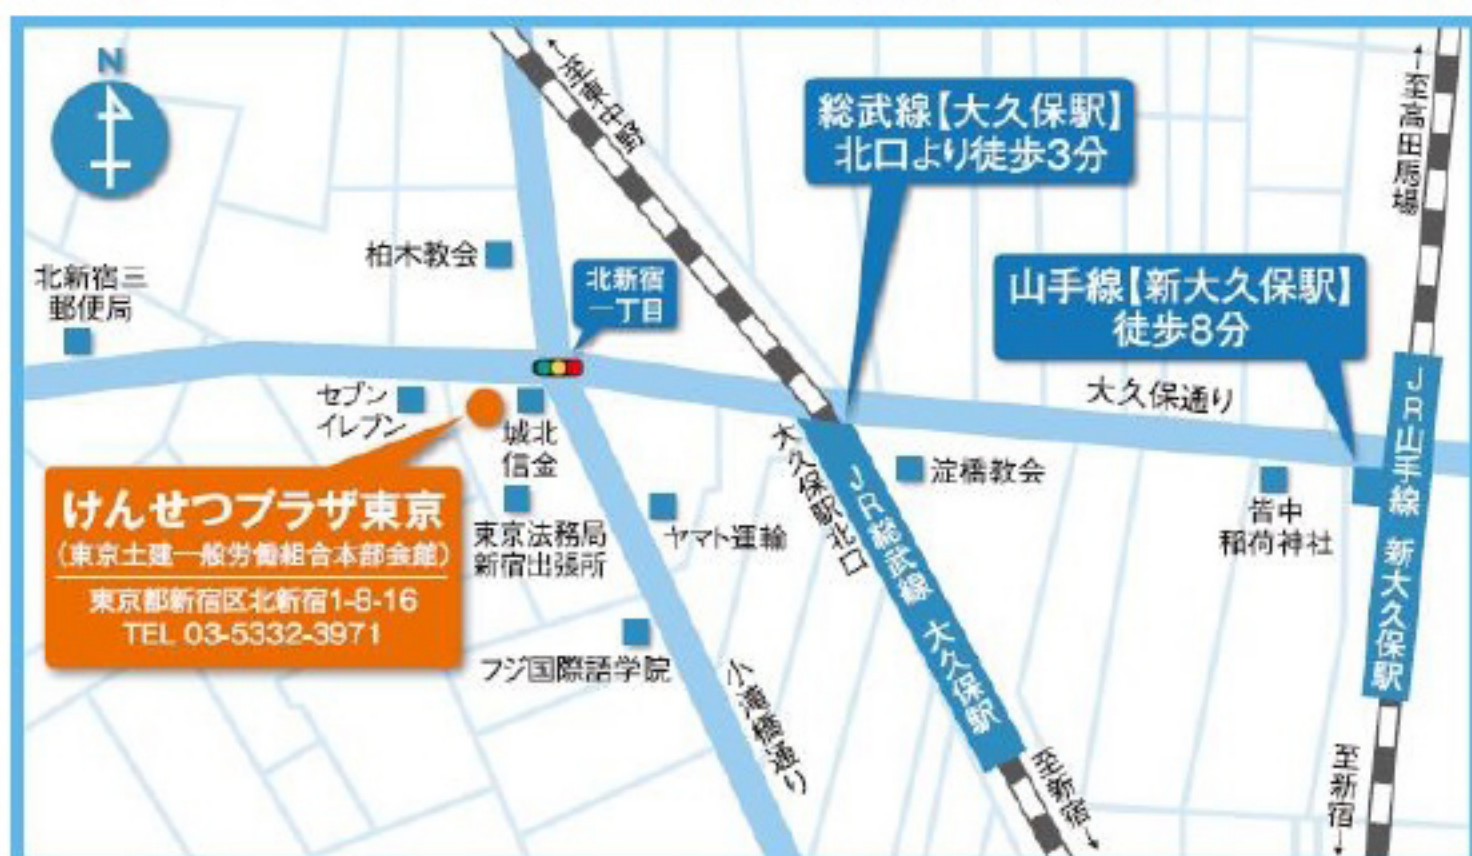 N
←至東中野
総武線【大久保駅】
北口より徒歩3分
←至高田馬場
柏木教会
北新宿三
郵便局
北新宿
一丁目
山手線【新大久保駅】
徒歩8分
セブン
イレブン
城北
信金
大久保通り
けんせつプラザ東京
(東京土建一般労働組合本部会館)
東京都新宿区北新宿1-8-16
TEL 03-5332-3971
東京法務局
新宿出張所
ヤマト運輸
大久保駅北口
淀橋教会
皆中
稲荷神社
JR総武線 大久保駅
JR山手線 新大久保駅
フジ国際語学院
小滝橋通り
至新宿→
至新宿→